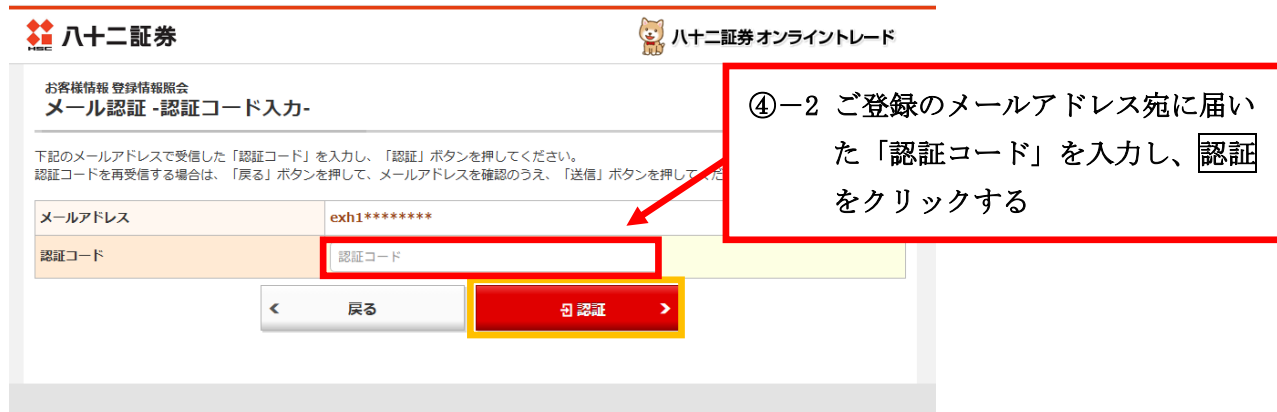 HSC
八十二証券
八十二証券 オンライントレード
お客様情報 登録情報照会
メール認証 -認証コード入力-
下記のメールアドレスで受信した「認証コード」を入力し、「認証」ボタンを押してください。
認証コードを再受信する場合は、「戻る」ボタンを押して、メールアドレスを確認のうえ、「送信」ボタンを押してくだ
④－2 ご登録のメールアドレス宛に届い
た「認証コード」を入力し、認証
をクリックする
メールアドレス
exh1********
認証コード
認証コード
戻る
認証